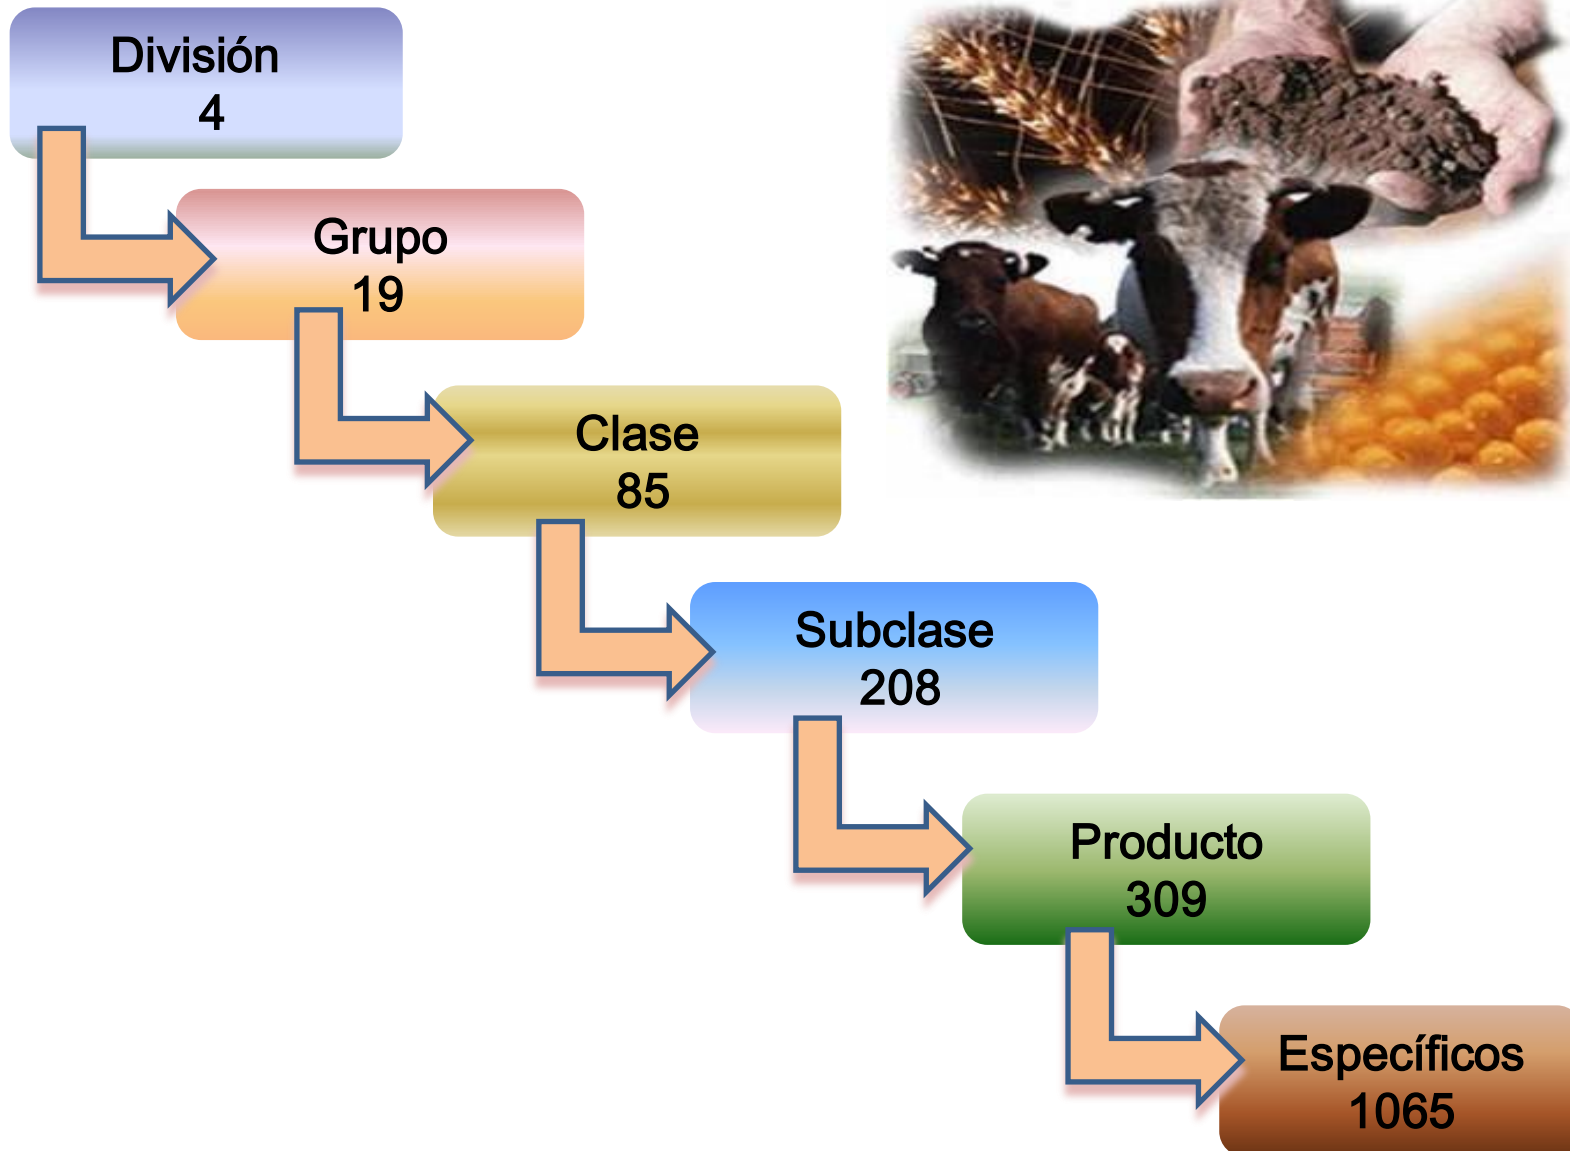 División
4
Grupo
19
Clase
85
Subclase
208
Producto
309
Específicos
1065